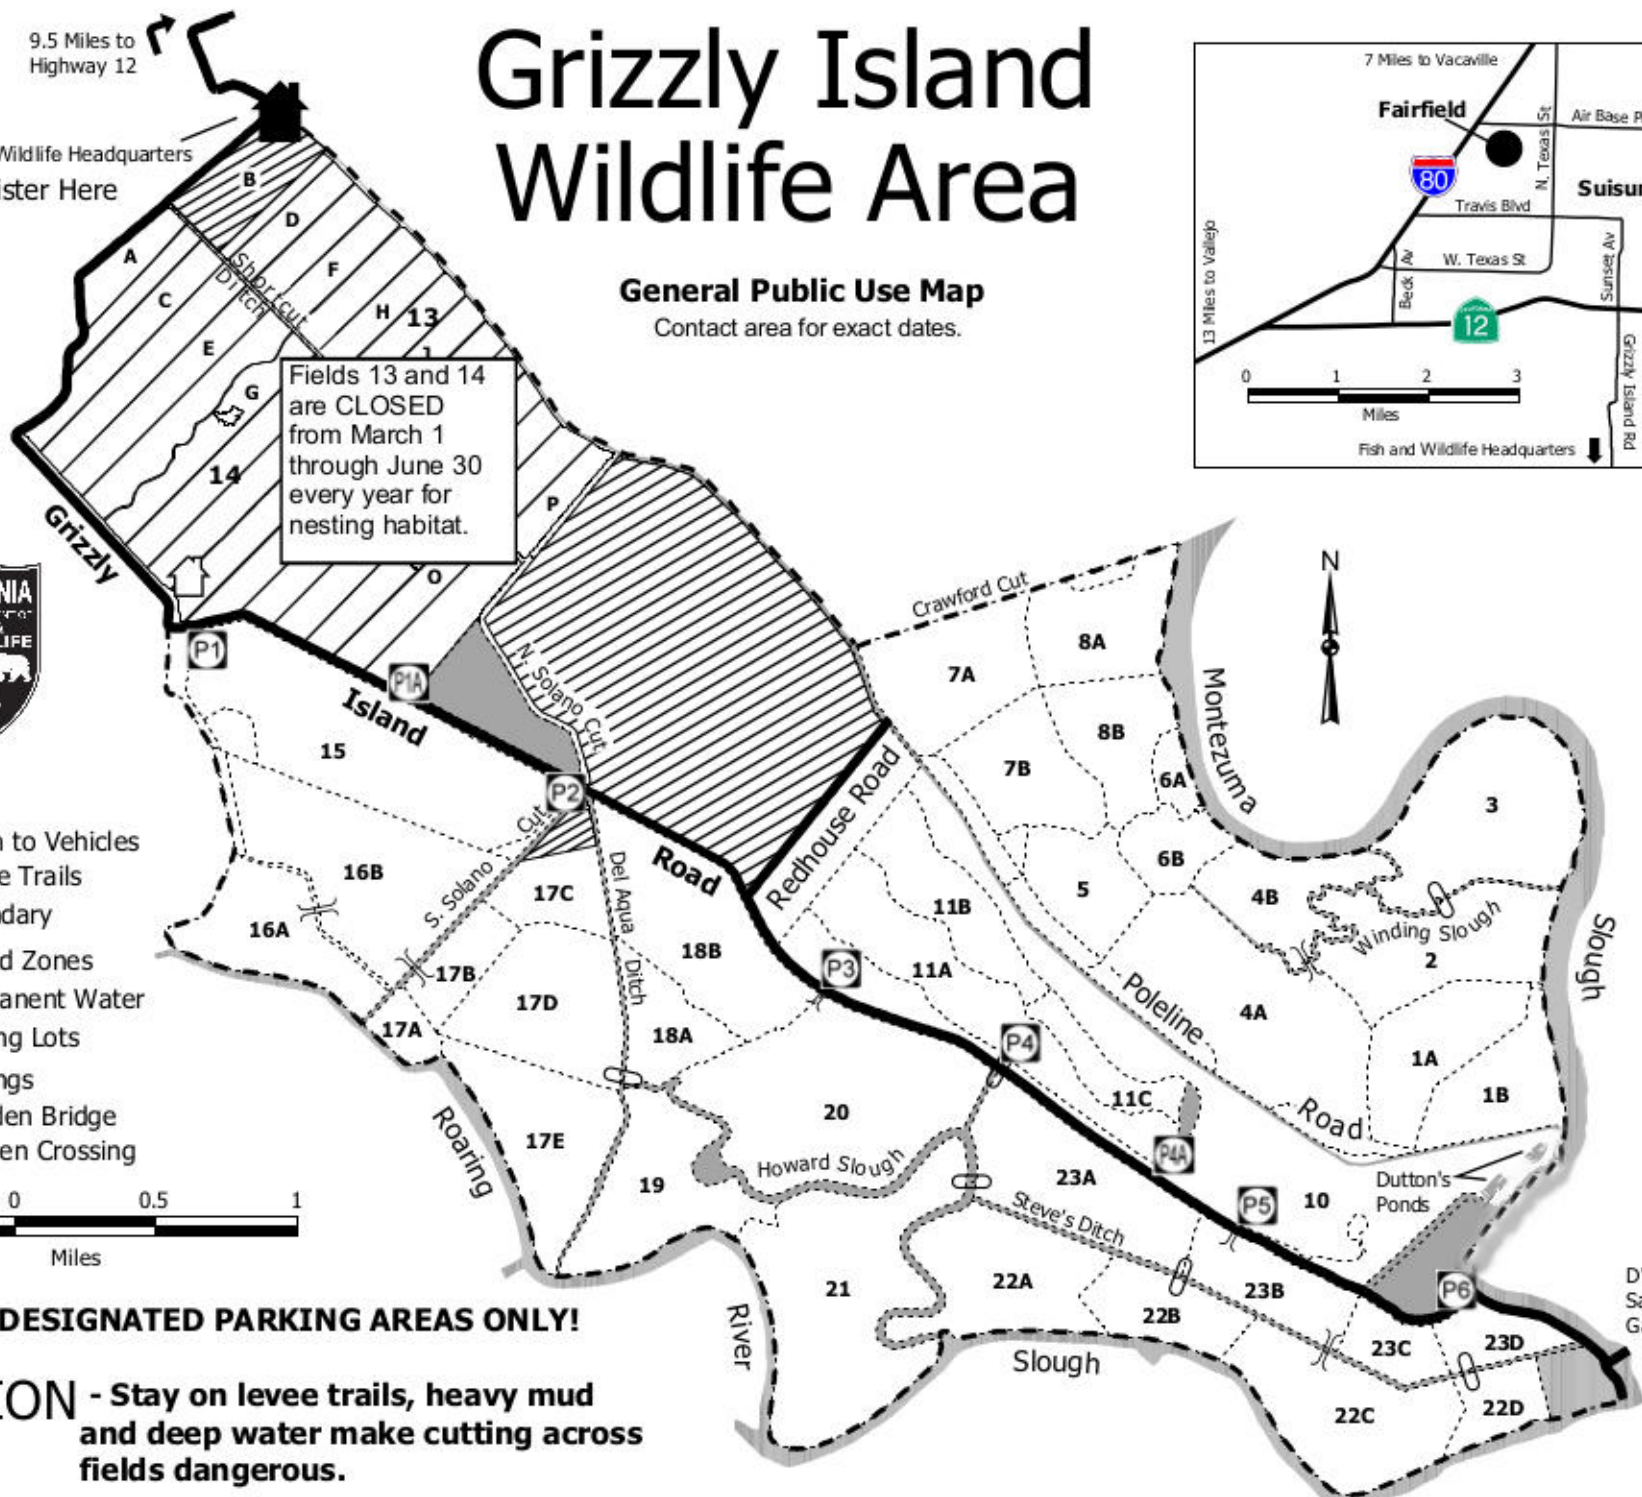 9.5 Miles to
Highway 12
Grizzly Island
Wildlife Area
General Public Use Map
Contact area for exact dates.
7 Miles to Vacaville
Fairfield
Air Base P
N. Texas St
80
Suisun
Travis Blvd
13 Miles to Vallejo
Beck Av
W. Texas St
Sunset Av
12
Grizzly Island Rd
0 1 2 3
Miles
Fish and Wildlife Headquarters
Wildlife Headquarters
ister Here
A
B
C
D
E
F
G
H
13
14
Shortcut
Ditch
Fields 13 and 14
are CLOSED
from March 1
through June 30
every year for
nesting habitat.
O
P
Grizzly
Island
Road
NIA
LIFE
P1
P1A
P2
P3
P4
P4A
P5
P6
N. Solano Cut
S. Solano Cut
Del Aqua Ditch
Redhouse Road
Crawford Cut
N
Montezuma
Slough
Winding Slough
Poleline
Road
Dutton's
Ponds
Howard Slough
Steve's Ditch
Roaring
River
Slough
15
16B
16A
17A
17B
17C
17D
17E
18A
18B
19
20
21
22A
22B
22C
22D
23A
23B
23C
23D
10
11A
11B
11C
7A
7B
8A
8B
6A
6B
5
4A
4B
3
2
1A
1B
n to Vehicles
e Trails
dary
d Zones
anent Water
ng Lots
ngs
den Bridge
en Crossing
0 0.5 1
Miles
DESIGNATED PARKING AREAS ONLY!
ION - Stay on levee trails, heavy mud
and deep water make cutting across
fields dangerous.